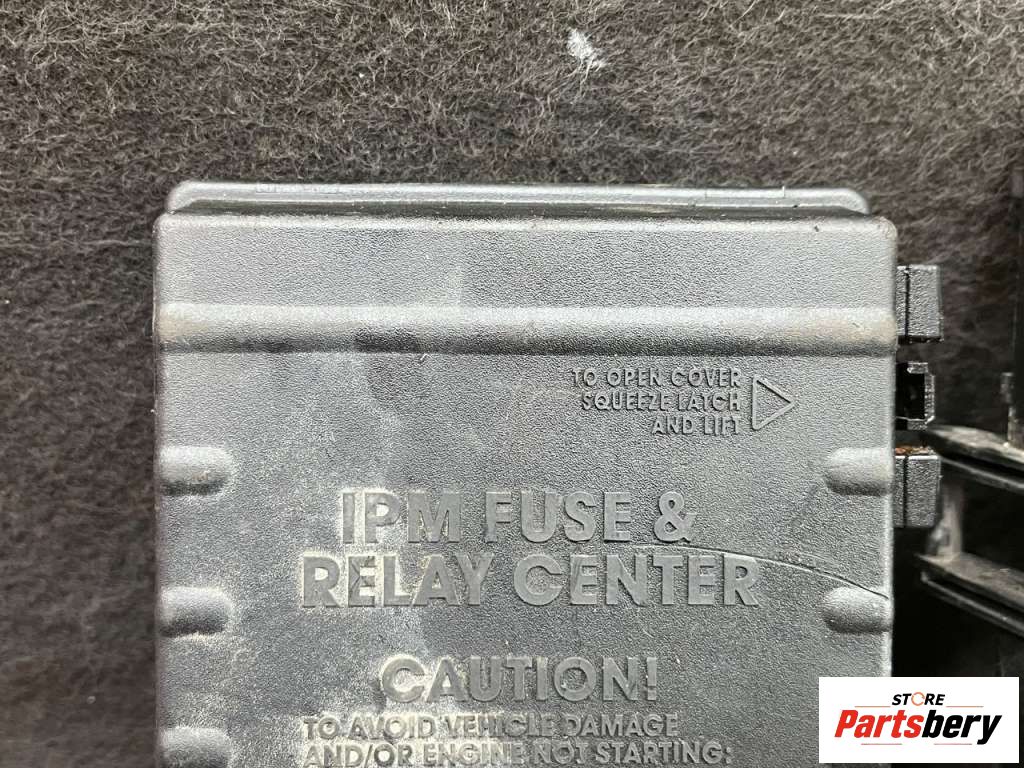 TO OPEN COVER
SQUEEZE LATCH
AND LIFT
IPM FUSE &
RELAY CENTER
CAUTION!
TO AVOID VEHICLE DAMAGE
AND/OR ENGINE NOT STARTING:
STORE
Partsbery